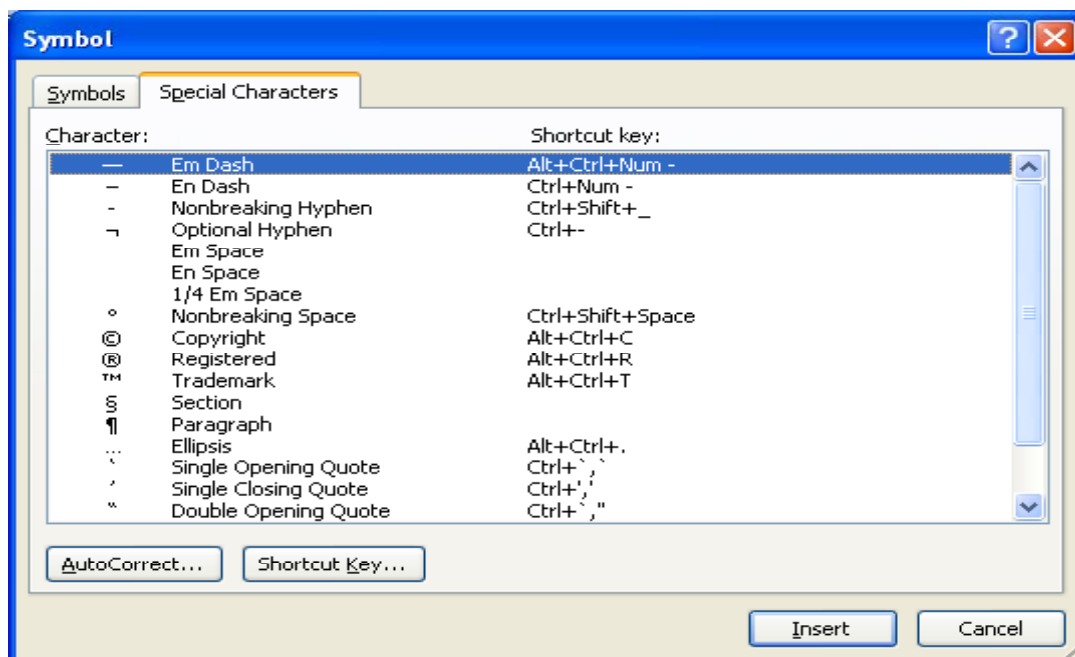 Symbol
Symbols Special Characters
Character: Shortcut key:
— Em Dash Alt+Ctrl+Num -
– En Dash Ctrl+Num -
- Nonbreaking Hyphen Ctrl+Shift+_
¬ Optional Hyphen Ctrl+-
Em Space
En Space
1/4 Em Space
° Nonbreaking Space Ctrl+Shift+Space
© Copyright Alt+Ctrl+C
® Registered Alt+Ctrl+R
™ Trademark Alt+Ctrl+T
§ Section
¶ Paragraph
… Ellipsis Alt+Ctrl+.
‘ Single Opening Quote Ctrl+`,`
’ Single Closing Quote Ctrl+','
“ Double Opening Quote Ctrl+`,"
AutoCorrect... Shortcut Key...
Insert Cancel